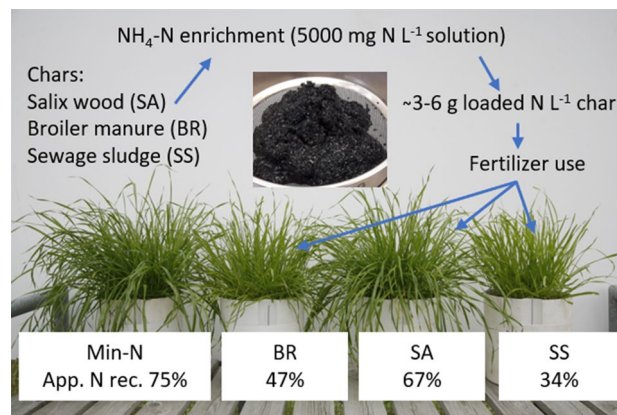 NH4-N enrichment (5000 mg N L-1 solution)
Chars:
Salix wood (SA)
Broiler manure (BR)
Sewage sludge (SS)
~3-6 g loaded N L-1 char
Fertilizer use
Min-N
App. N rec. 75%
BR
47%
SA
67%
SS
34%